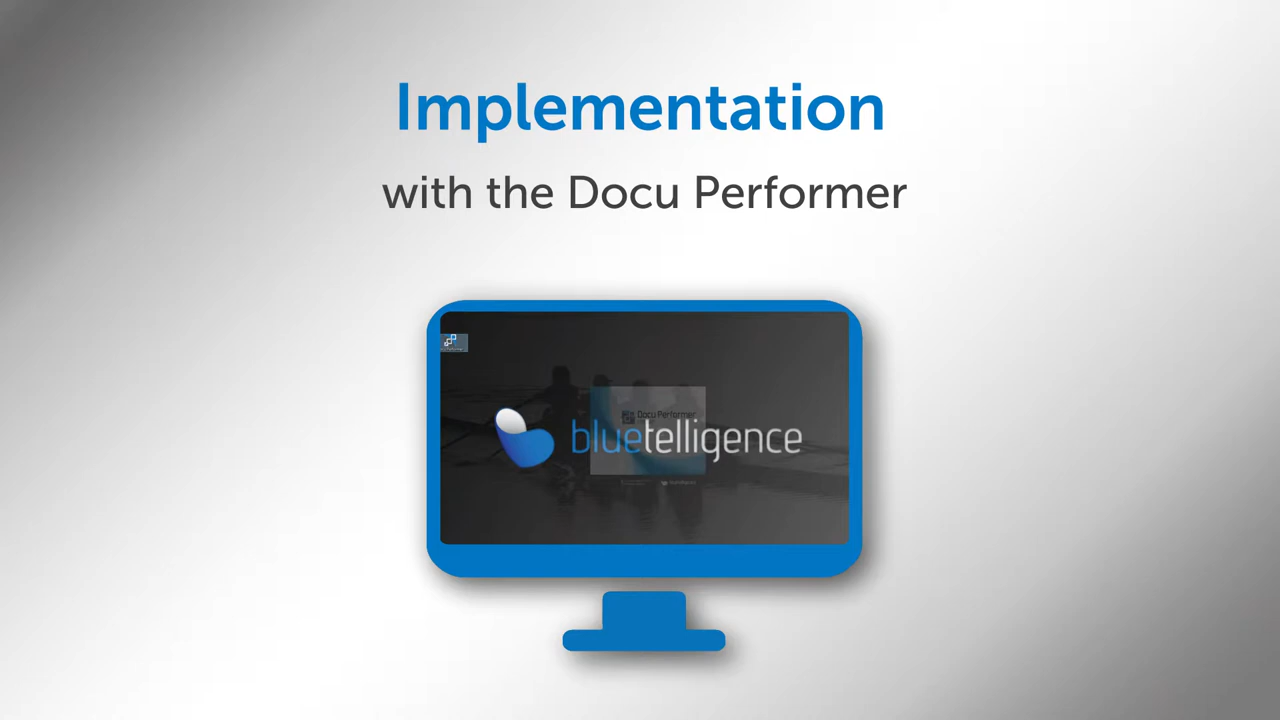 Implementation
with the Docu Performer
Docu Performer
bluetelligence